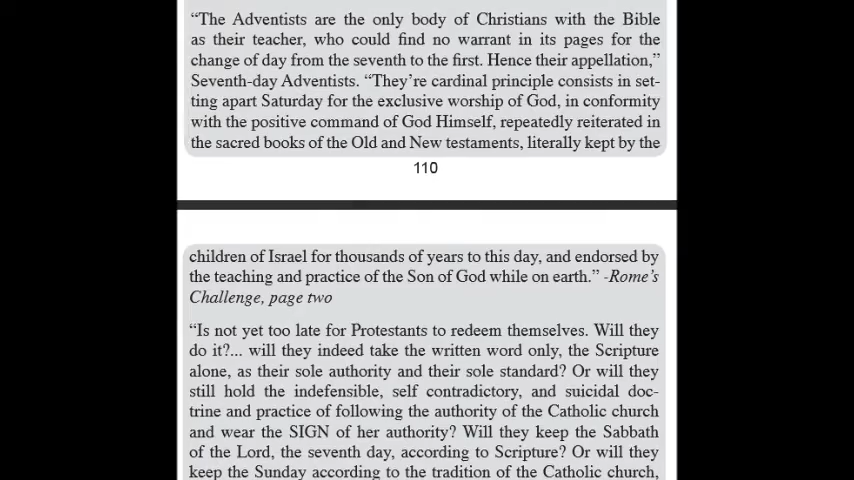 “The Adventists are the only body of Christians with the Bible
as their teacher, who could find no warrant in its pages for the
change of day from the seventh to the first. Hence their appellation,”
Seventh-day Adventists. “They’re cardinal principle consists in set-
ting apart Saturday for the exclusive worship of God, in conformity
with the positive command of God Himself, repeatedly reiterated in
the sacred books of the Old and New testaments, literally kept by the
110
children of Israel for thousands of years to this day, and endorsed by
the teaching and practice of the Son of God while on earth.” -Rome’s
Challenge, page two
“Is not yet too late for Protestants to redeem themselves. Will they
do it?... will they indeed take the written word only, the Scripture
alone, as their sole authority and their sole standard? Or will they
still hold the indefensible, self contradictory, and suicidal doc-
trine and practice of following the authority of the Catholic church
and wear the SIGN of her authority? Will they keep the Sabbath
of the Lord, the seventh day, according to Scripture? Or will they
keep the Sunday according to the tradition of the Catholic church,